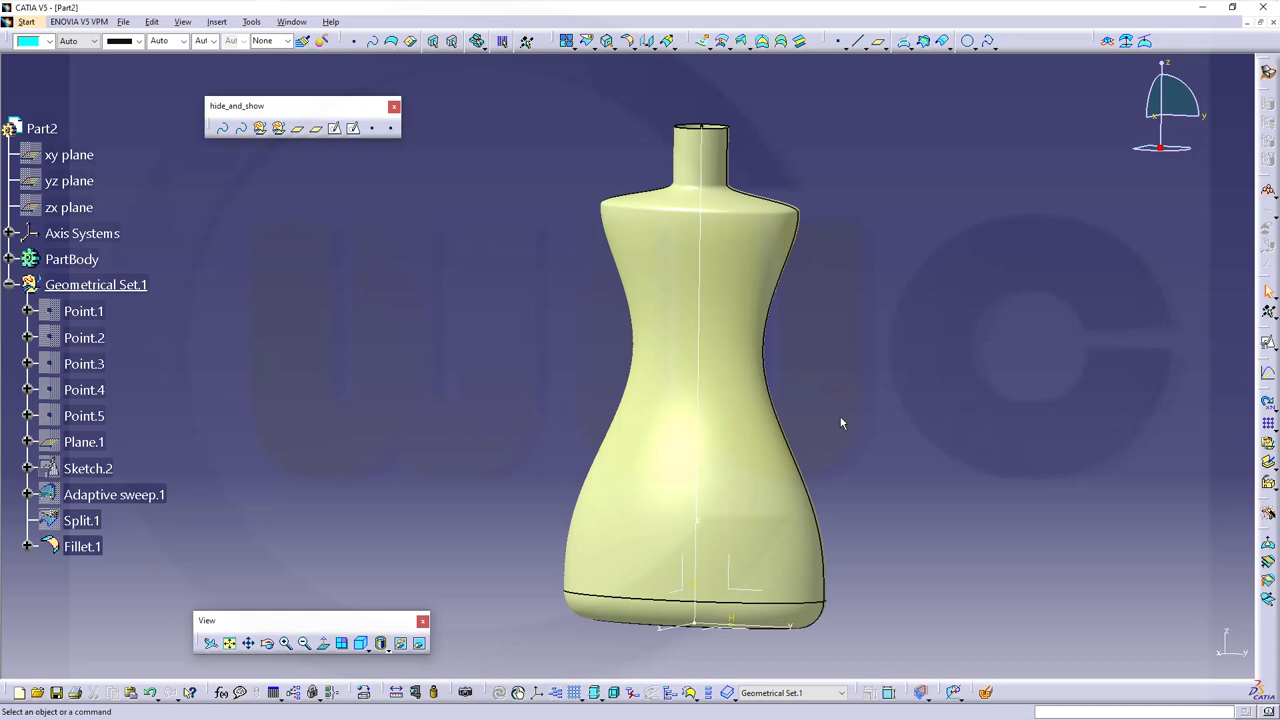 CATIA V5 - [Part2]
Start ENOVIA V5 VPM File Edit View Insert Tools Window Help
Auto Auto Aut Aut None
hide_and_show
z
y
x
Part2
xy plane
yz plane
zx plane
Axis Systems
PartBody
Geometrical Set.1
Point.1
Point.2
Point.3
Point.4
Point.5
Plane.1
Sketch.2
Adaptive sweep.1
Split.1
Fillet.1
View
H
y
x
z
x y
Geometrical Set.1
CATIA
Select an object or a command